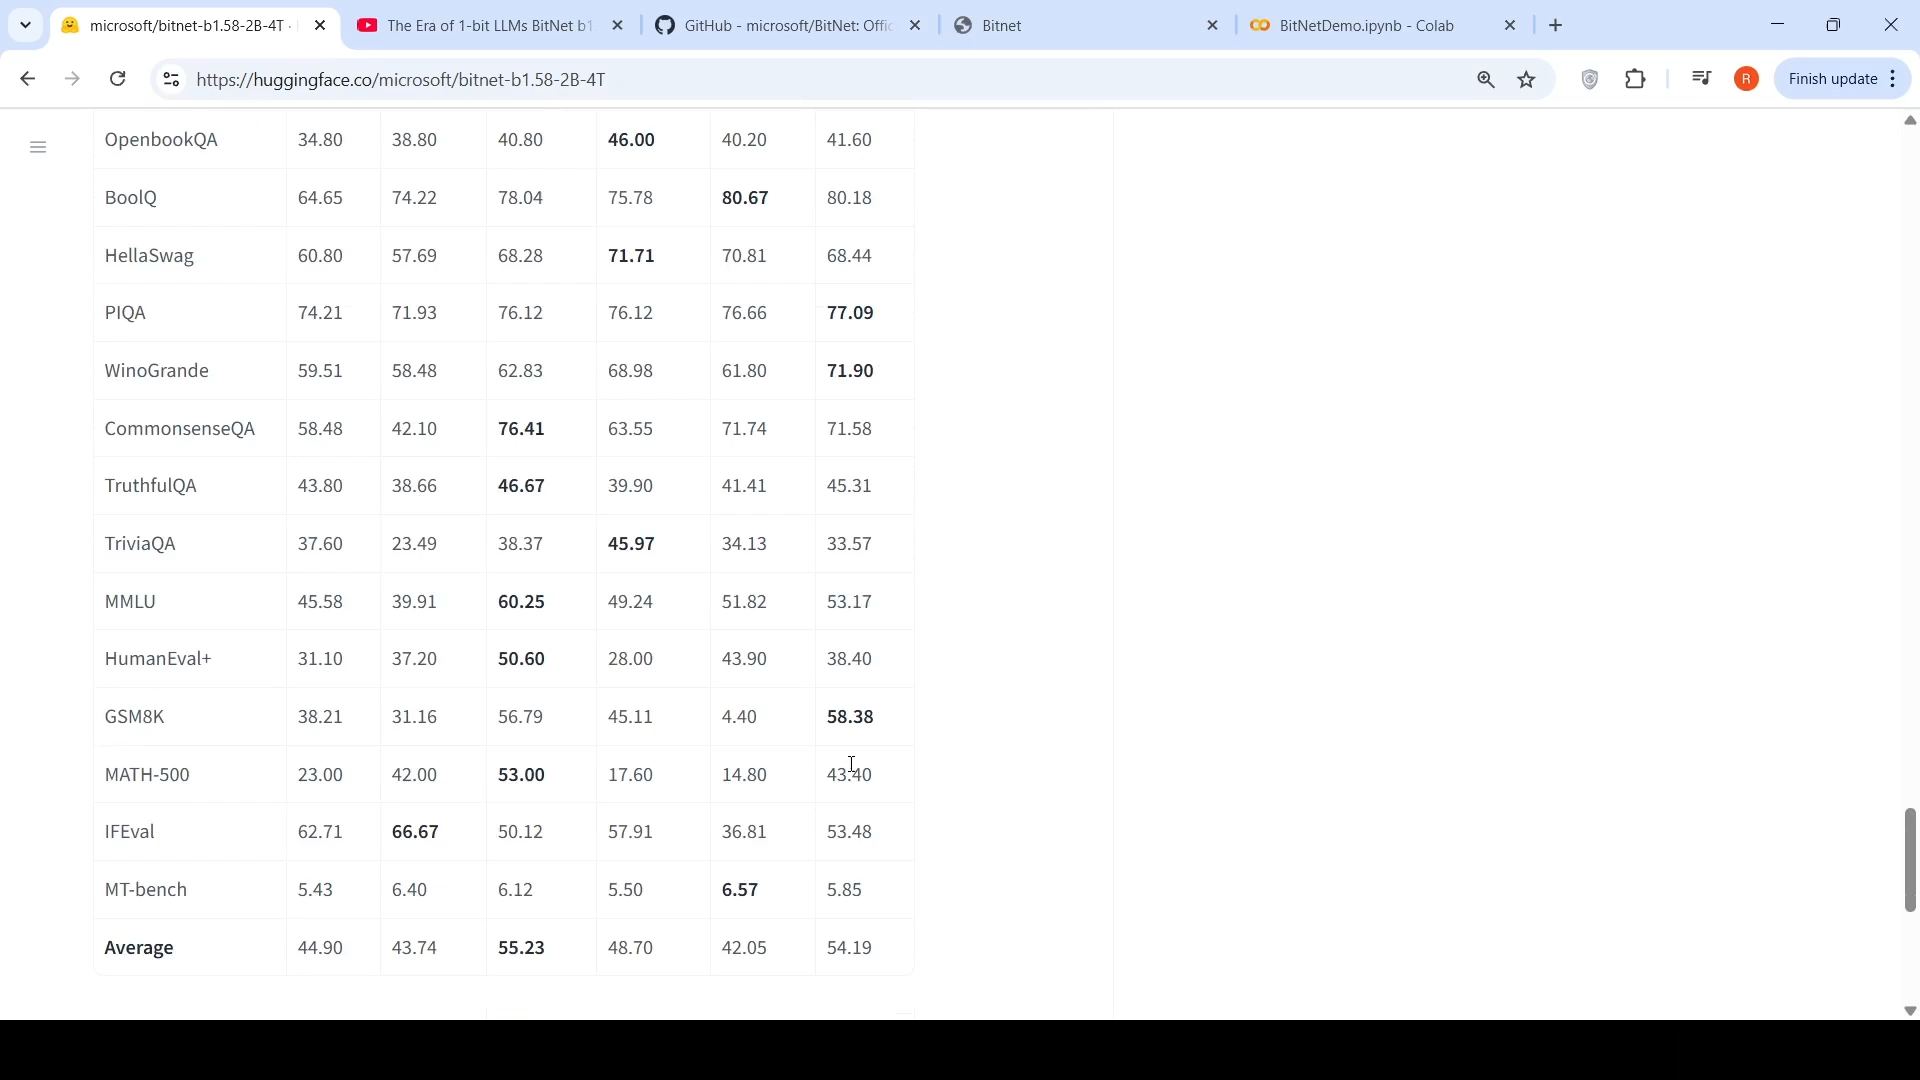 microsoft/bitnet-b1.58-2B-4T ·
The Era of 1-bit LLMs BitNet b1
GitHub - microsoft/BitNet: Offic
Bitnet
BitNetDemo.ipynb - Colab
https://huggingface.co/microsoft/bitnet-b1.58-2B-4T
R
Finish update
OpenbookQA 34.80 38.80 40.80 46.00 40.20 41.60
BoolQ 64.65 74.22 78.04 75.78 80.67 80.18
HellaSwag 60.80 57.69 68.28 71.71 70.81 68.44
PIQA 74.21 71.93 76.12 76.12 76.66 77.09
WinoGrande 59.51 58.48 62.83 68.98 61.80 71.90
CommonsenseQA 58.48 42.10 76.41 63.55 71.74 71.58
TruthfulQA 43.80 38.66 46.67 39.90 41.41 45.31
TriviaQA 37.60 23.49 38.37 45.97 34.13 33.57
MMLU 45.58 39.91 60.25 49.24 51.82 53.17
HumanEval+ 31.10 37.20 50.60 28.00 43.90 38.40
GSM8K 38.21 31.16 56.79 45.11 4.40 58.38
MATH-500 23.00 42.00 53.00 17.60 14.80 43.40
IFEval 62.71 66.67 50.12 57.91 36.81 53.48
MT-bench 5.43 6.40 6.12 5.50 6.57 5.85
Average 44.90 43.74 55.23 48.70 42.05 54.19